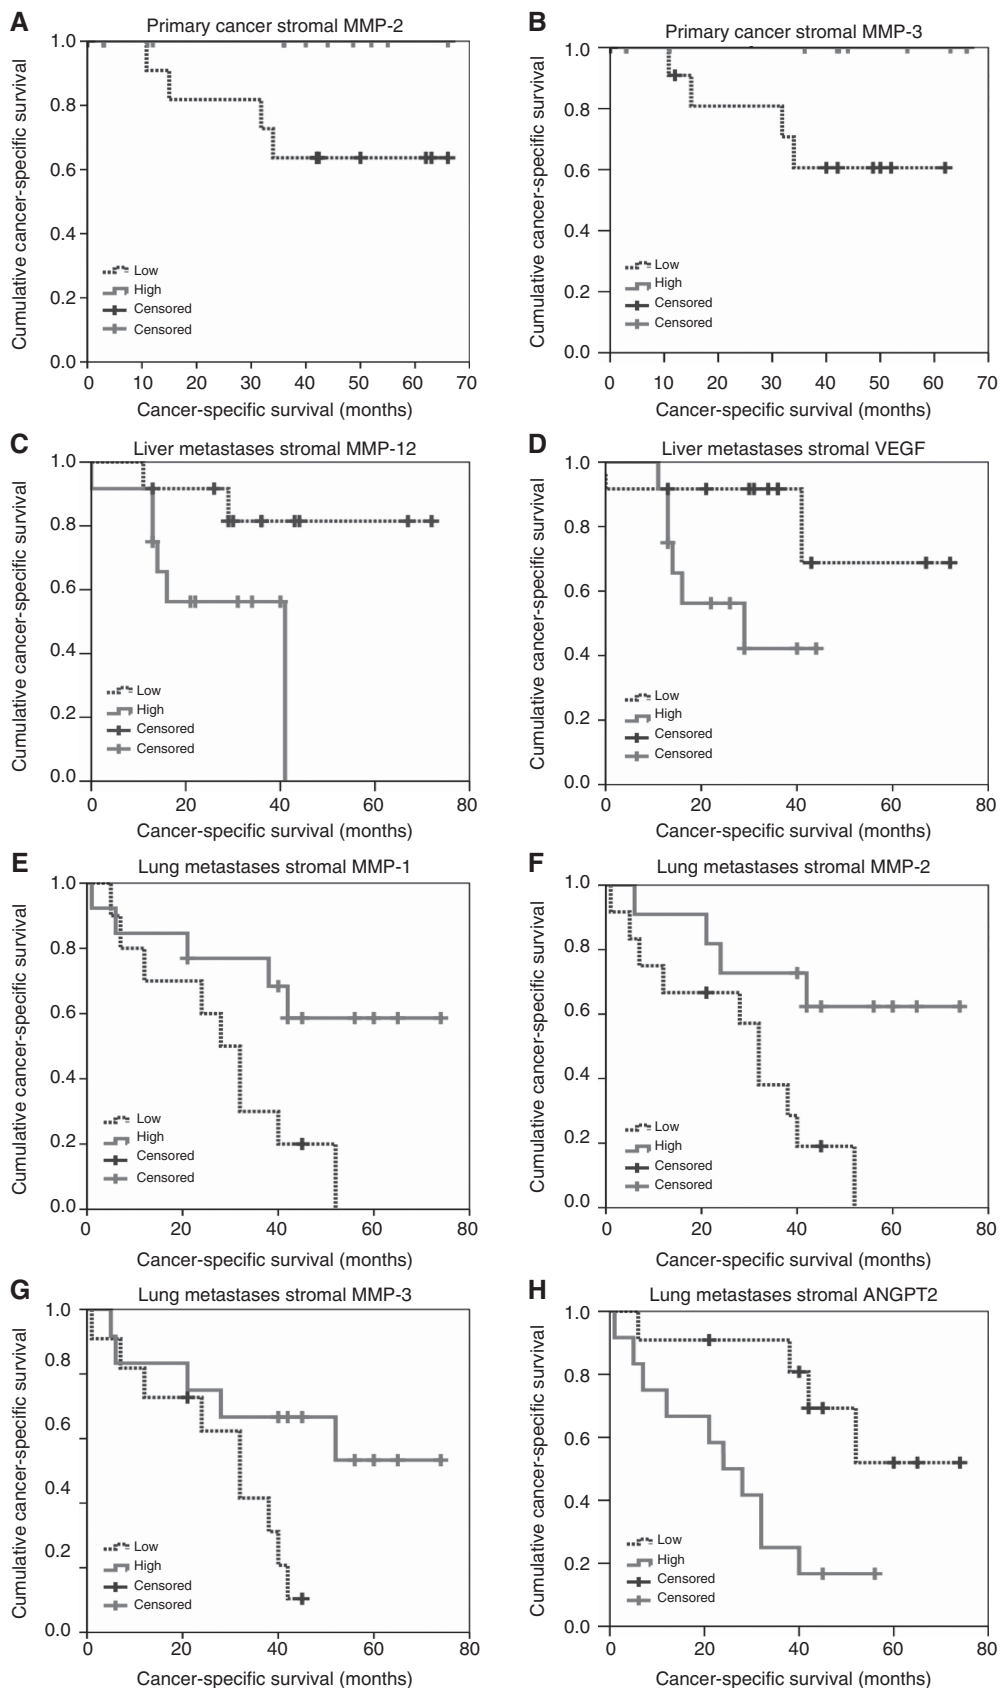 A
Primary cancer stromal MMP-2
Cumulative cancer-specific survival
1.0
0.8
0.6
0.4
0.2
0.0
Low
High
Censored
Censored
0 10 20 30 40 50 60 70
Cancer-specific survival (months)
B
Primary cancer stromal MMP-3
Cumulative cancer-specific survival
1.0
0.8
0.6
0.4
0.2
0.0
Low
High
Censored
Censored
0 10 20 30 40 50 60 70
Cancer-specific survival (months)
C
Liver metastases stromal MMP-12
Cumulative cancer-specific survival
1.0
0.8
0.6
0.4
0.2
0.0
Low
High
Censored
Censored
0 20 40 60 80
Cancer-specific survival (months)
D
Liver metastases stromal VEGF
Cumulative cancer-specific survival
1.0
0.8
0.6
0.4
0.2
0.0
Low
High
Censored
Censored
0 20 40 60 80
Cancer-specific survival (months)
E
Lung metastases stromal MMP-1
Cumulative cancer-specific survival
1.0
0.8
0.6
0.4
0.2
0.0
Low
High
Censored
Censored
0 20 40 60 80
Cancer-specific survival (months)
F
Lung metastases stromal MMP-2
Cumulative cancer-specific survival
1.0
0.8
0.6
0.4
0.2
0.0
Low
High
Censored
Censored
0 20 40 60 80
Cancer-specific survival (months)
G
Lung metastases stromal MMP-3
Cumulative cancer-specific survival
1.0
0.8
0.6
0.4
0.2
0.0
Low
High
Censored
Censored
0 20 40 60 80
Cancer-specific survival (months)
H
Lung metastases stromal ANGPT2
Cumulative cancer-specific survival
1.0
0.8
0.6
0.4
0.2
0.0
Low
High
Censored
Censored
0 20 40 60 80
Cancer-specific survival (months)